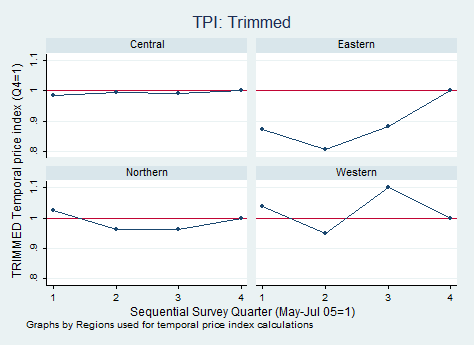 TPI: Trimmed
Central
Eastern
1.1
1
.9
.8
Northern
Western
1.1
1
.9
.8
1 2 3 4
1 2 3 4
TRIMMED Temporal price index (Q4=1)
Sequential Survey Quarter (May-Jul 05=1)
Graphs by Regions used for temporal price index calculations